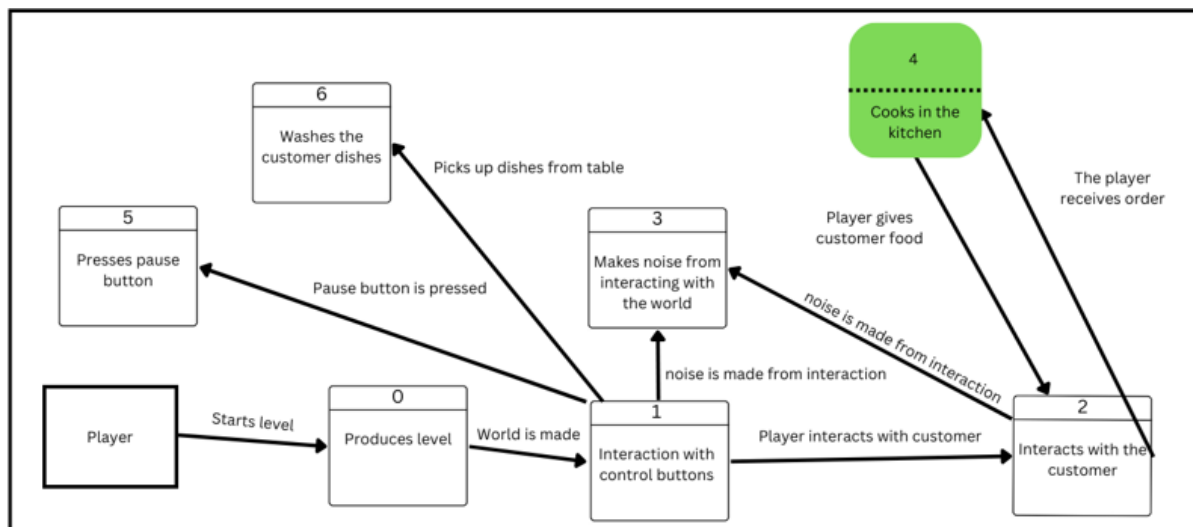 4
Cooks in the
kitchen
6
Washes the
customer dishes
Picks up dishes from table
The player
receives order
5
Presses pause
button
3
Makes noise from
interacting with
the world
Player gives
customer food
Pause button is pressed
noise is made from interaction
noise is made from interaction
Player
Starts level
0
Produces level
World is made
1
Interaction with
control buttons
Player interacts with customer
2
Interacts with the
customer